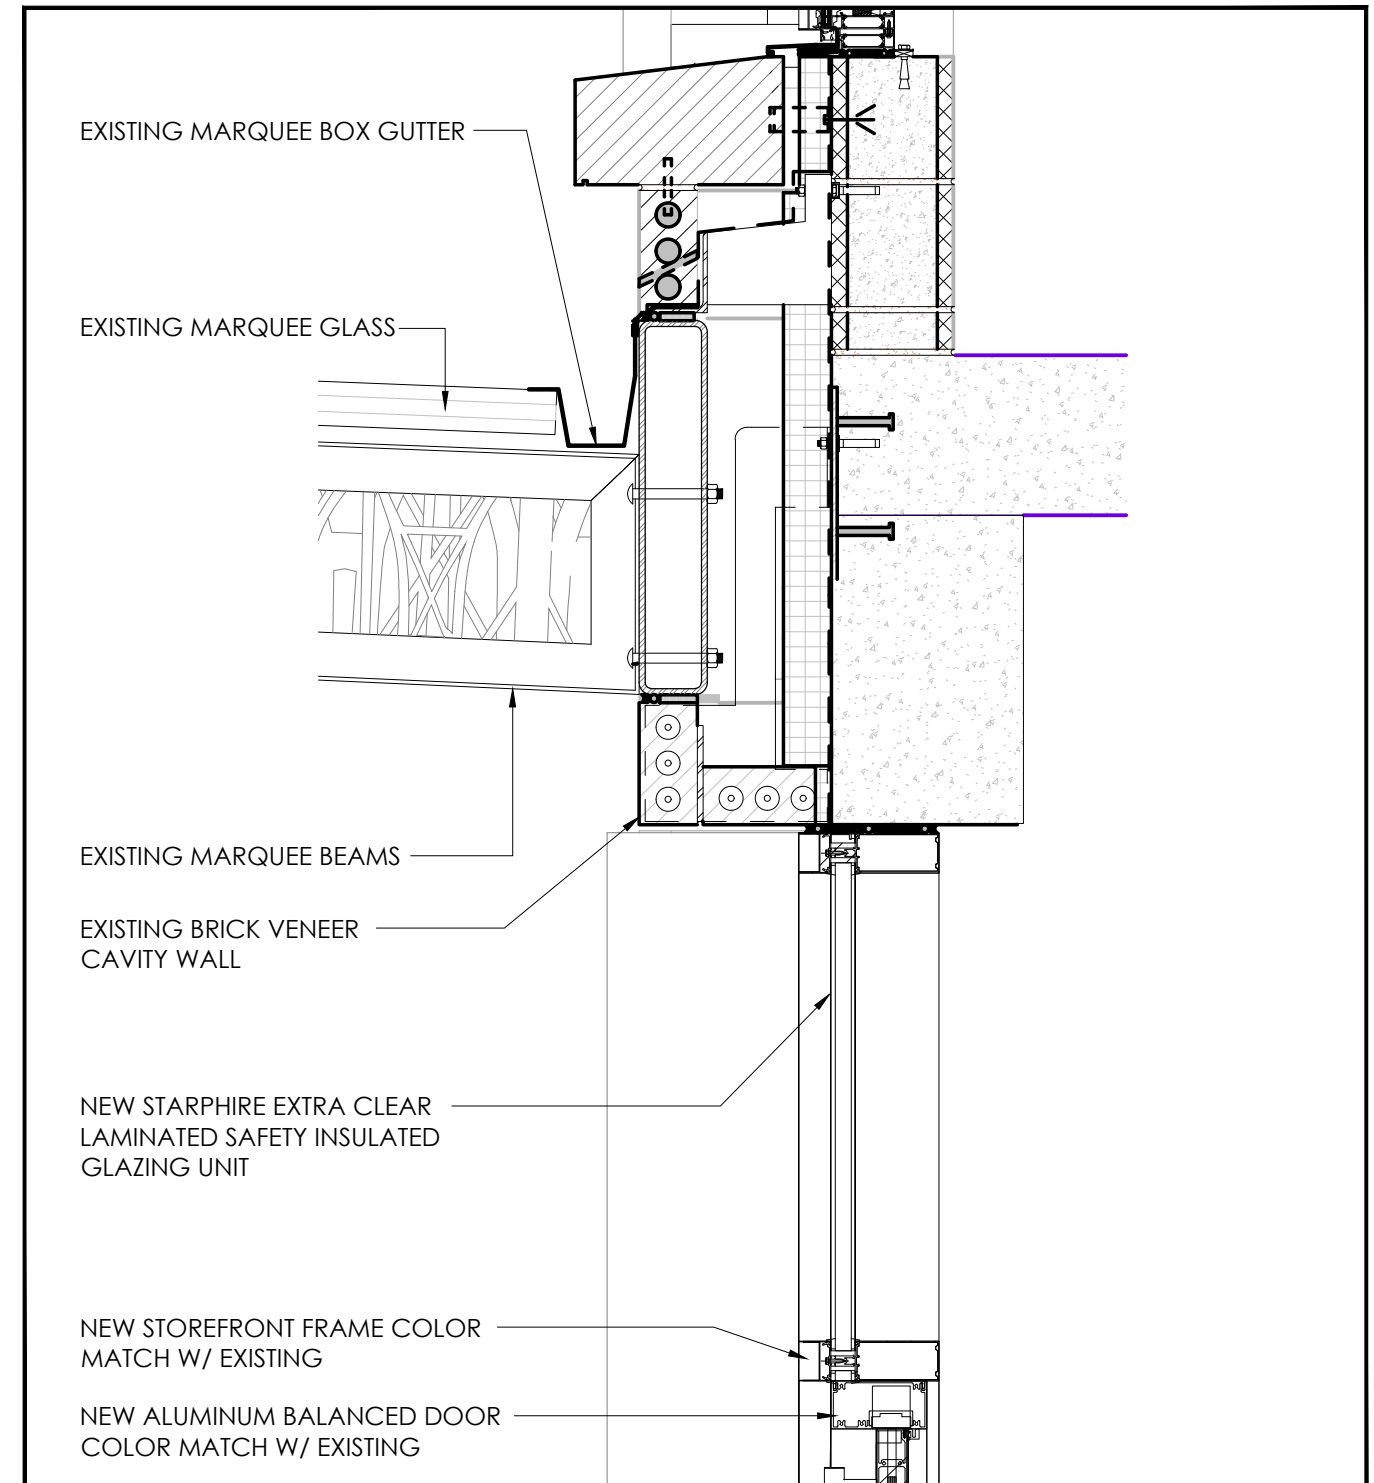 EXISTING MARQUEE BOX GUTTER
EXISTING MARQUEE GLASS
EXISTING MARQUEE BEAMS
EXISTING BRICK VENEER
CAVITY WALL
NEW STARPHIRE EXTRA CLEAR
LAMINATED SAFETY INSULATED
GLAZING UNIT
NEW STOREFRONT FRAME COLOR
MATCH W/ EXISTING
NEW ALUMINUM BALANCED DOOR
COLOR MATCH W/ EXISTING